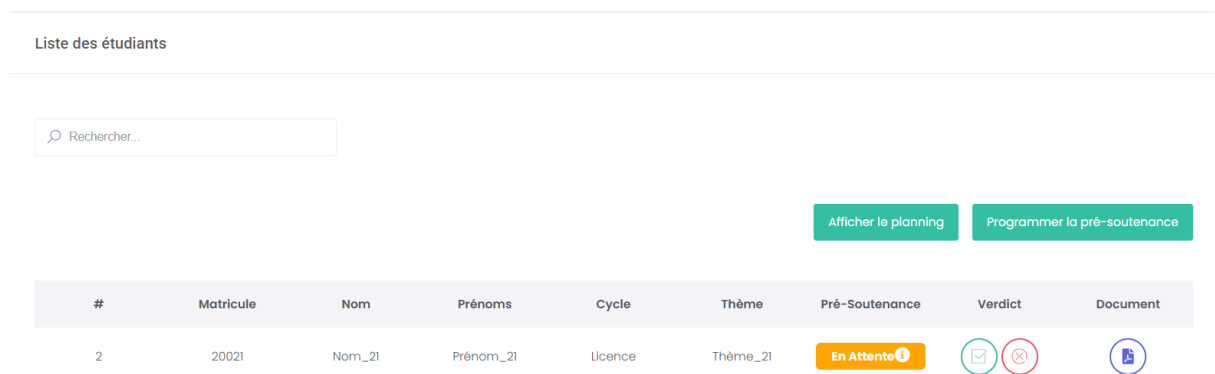 Liste des étudiants
Rechercher...
Afficher le planning Programmer la pré-soutenance
# Matricule Nom Prénoms Cycle Thème Pré-Soutenance Verdict Document
2 20021 Nom_21 Prénom_21 Licence Thème_21 En Attente